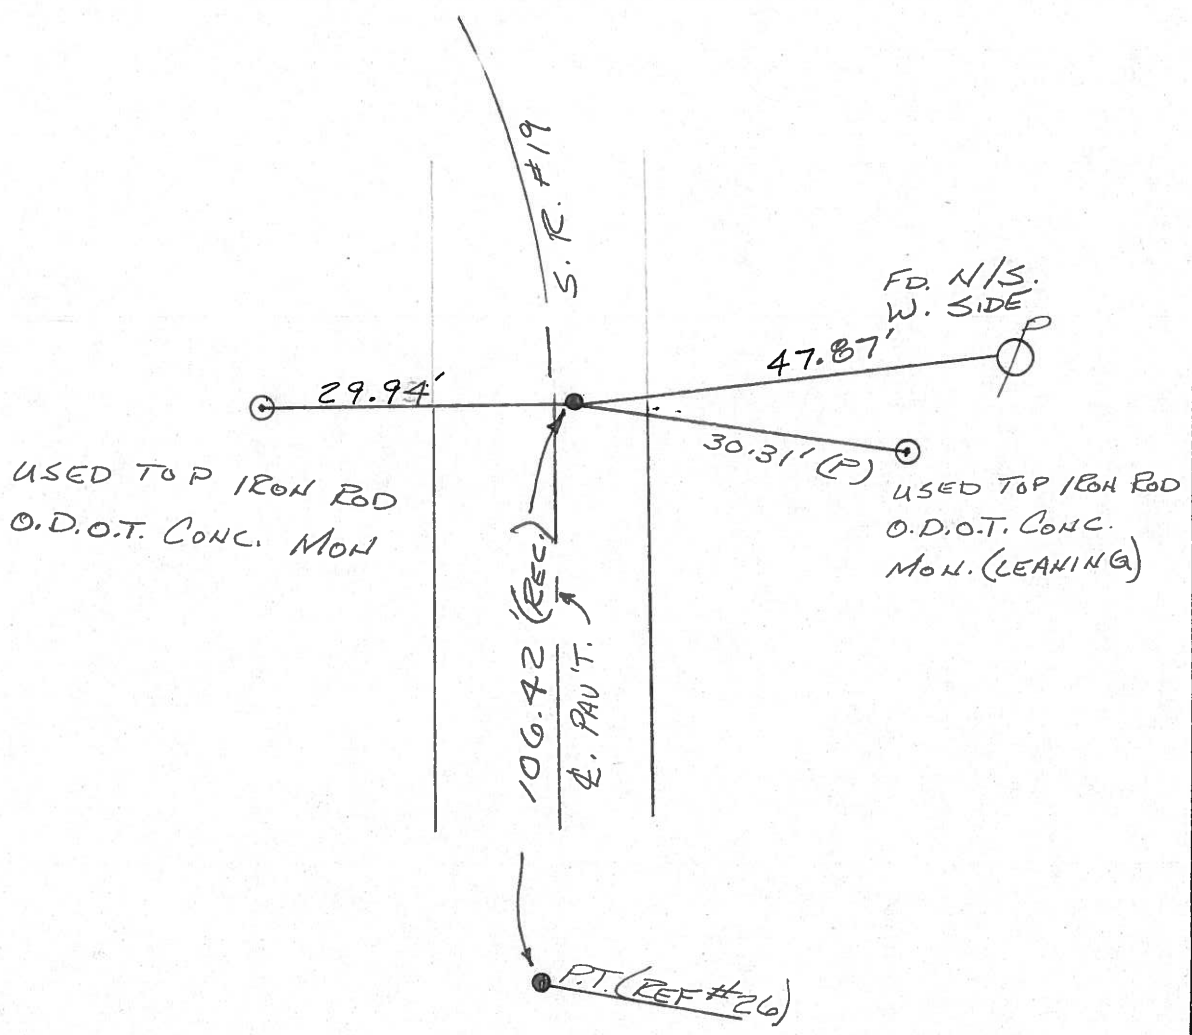 S. R. #19
FD. N/S.
W. SIDE
P
47.87'
29.94'
30.31' (P)
USED TOP IRON ROD
O.D.O.T. CONC. MON
USED TOP IRON ROD
O.D.O.T. CONC.
MON. (LEANING)
106.42' (REC.)
℄. PAV'T.
P.T. (REF #26)